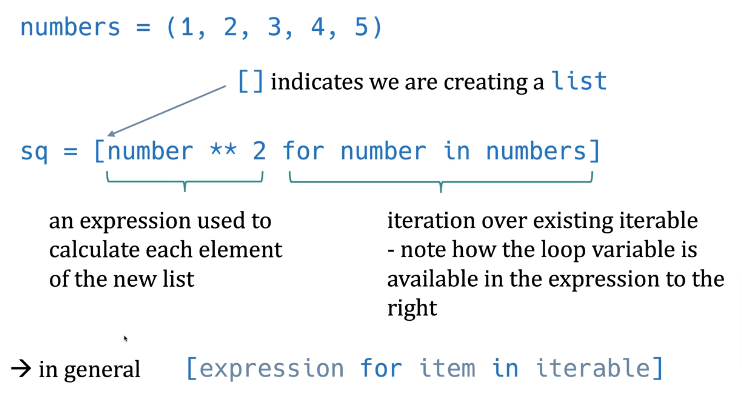 numbers = (1, 2, 3, 4, 5)
[] indicates we are creating a list
sq = [number ** 2 for number in numbers]
an expression used to
calculate each element
of the new list
iteration over existing iterable
- note how the loop variable is
available in the expression to the
right
→ in general [expression for item in iterable]